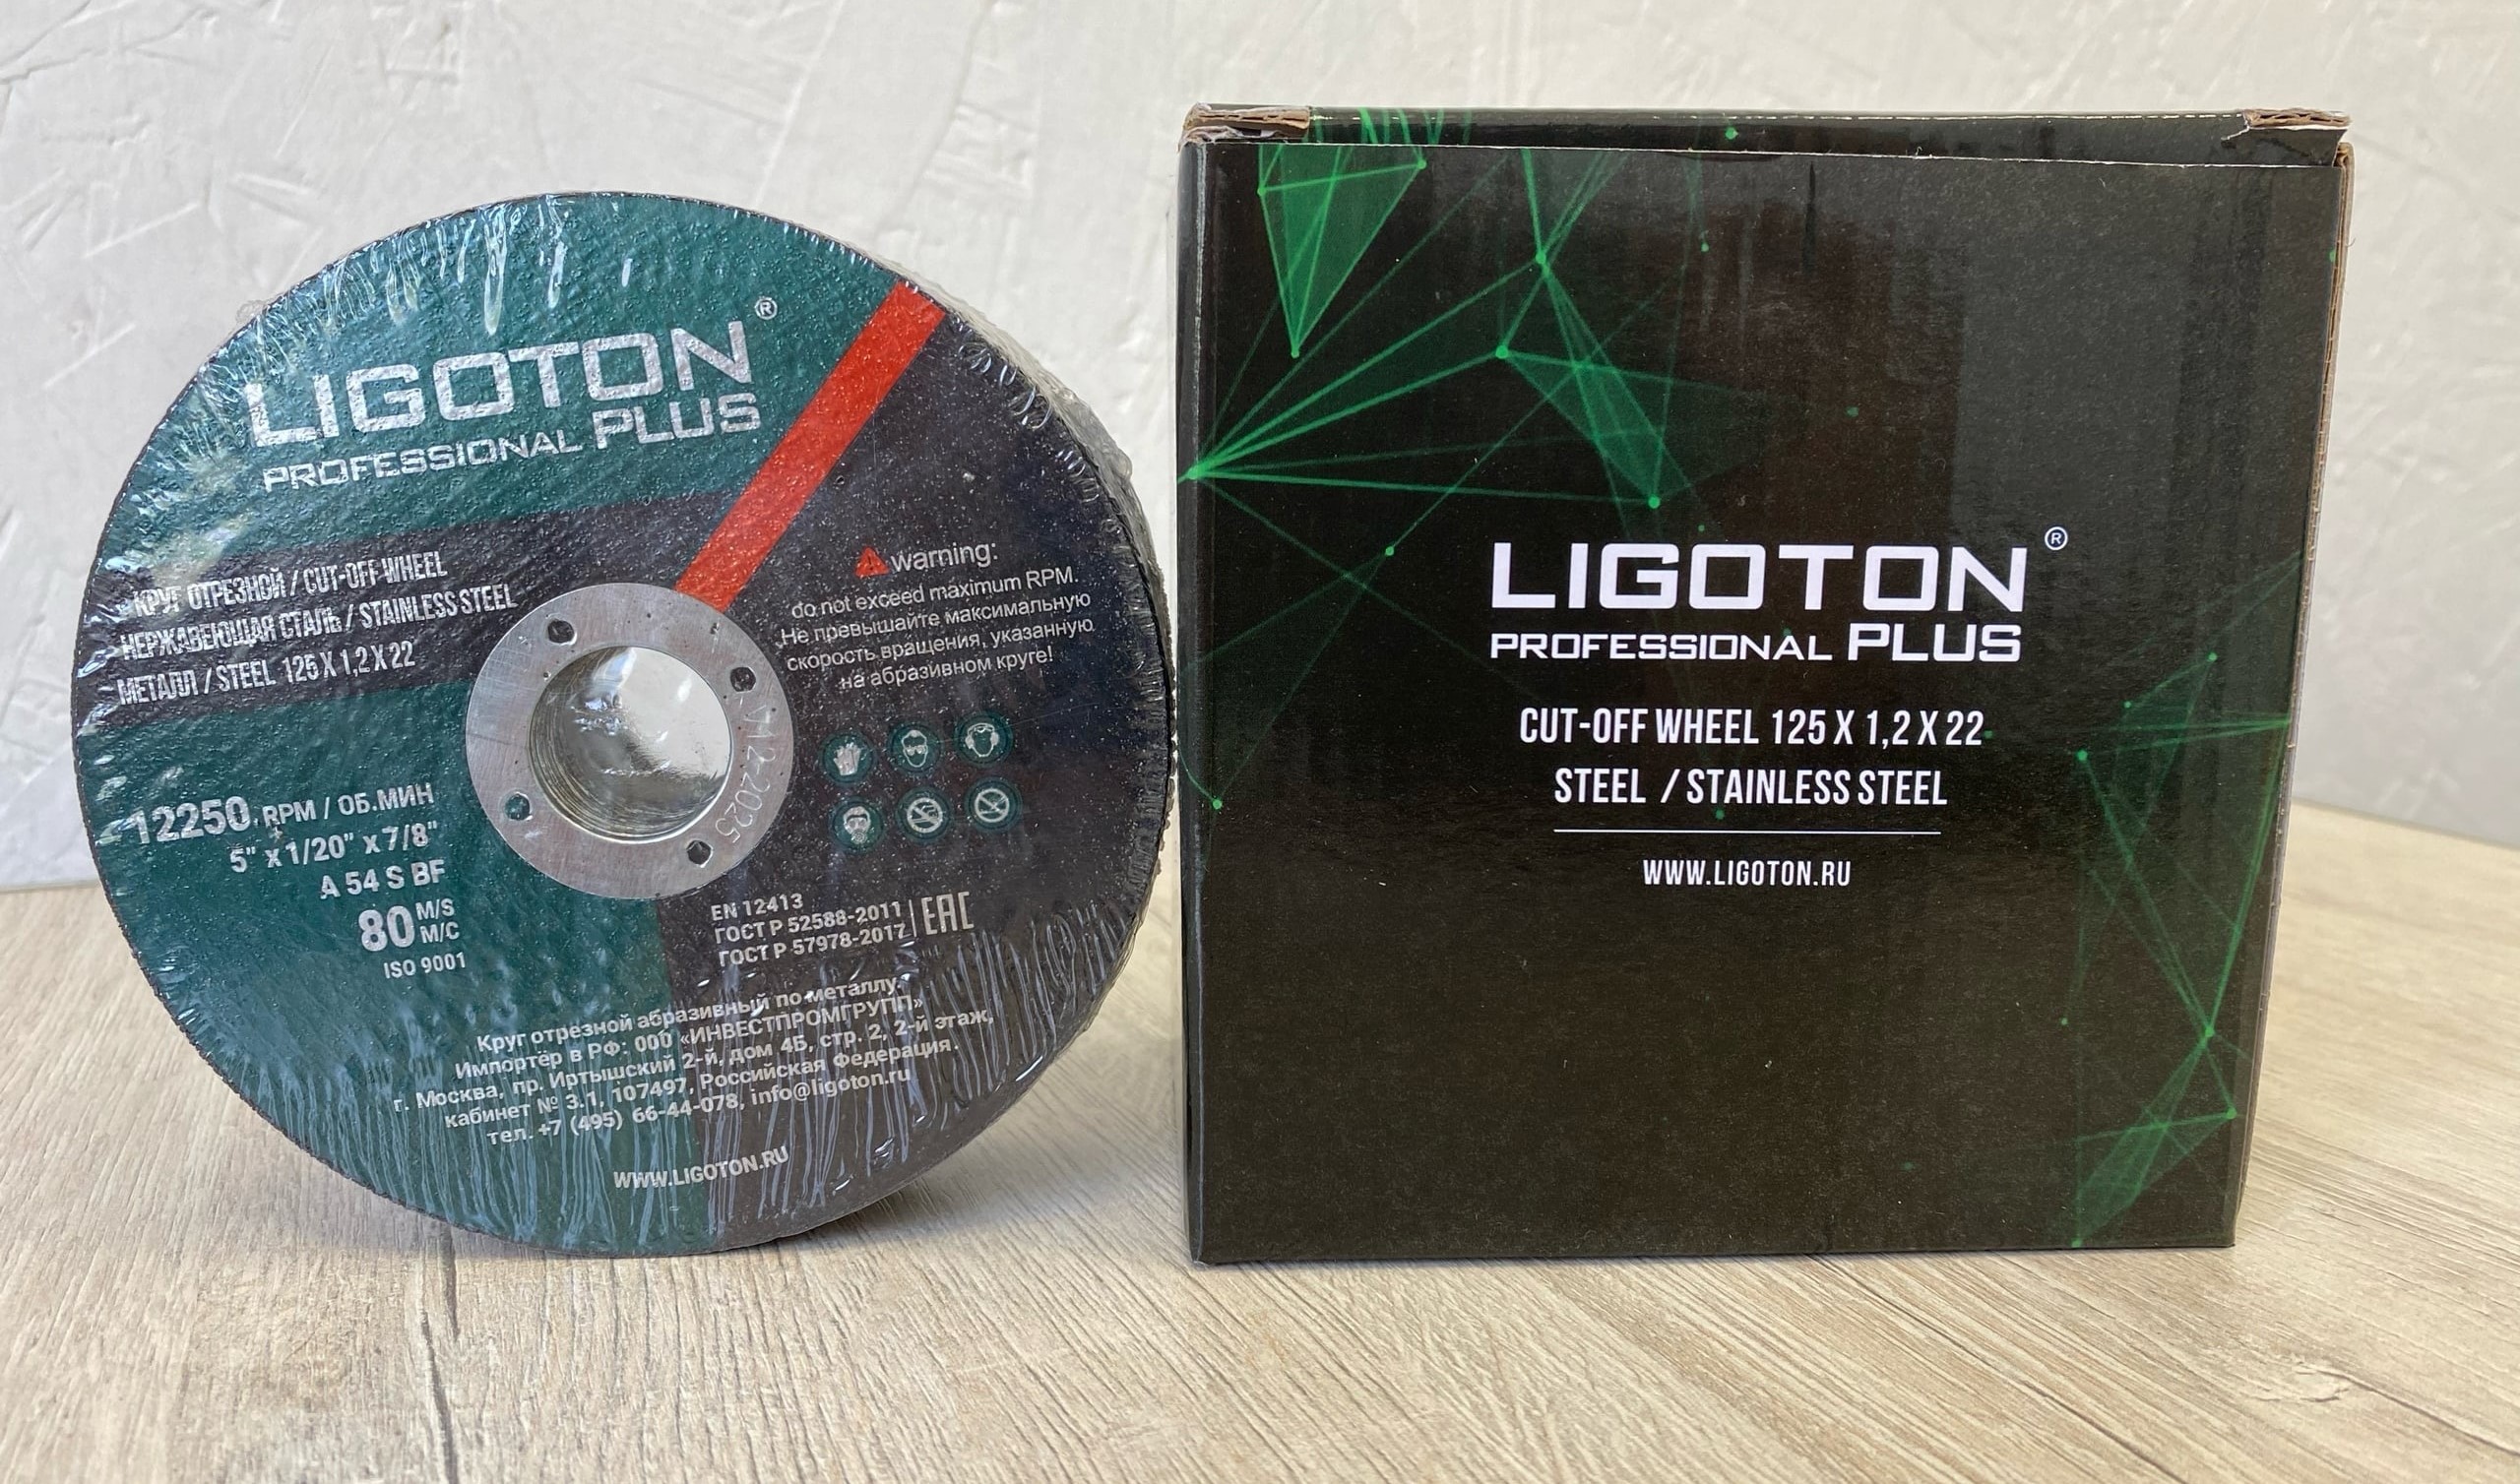 LIGOTON ®
PROFESSIONAL PLUS
КРУГ ОТРЕЗНОЙ / CUT-OFF WHEEL
НЕРЖАВЕЮЩАЯ СТАЛЬ / STAINLESS STEEL
МЕТАЛЛ / STEEL 125 X 1,2 X 22
12250 RPM / ОБ.МИН
5" x 1/20" x 7/8"
A 54 S BF
80 M/S
М/С
ISO 9001
warning:
do not exceed maximum RPM.
Не превышайте максимальную
скорость вращения, указанную
на абразивном круге!
V12-2025
EN 12413
ГОСТ Р 52588-2011
ГОСТ Р 57978-2017
EAC
Круг отрезной абразивный по металлу.
Импортёр в РФ: ООО «ИНВЕСТПРОМГРУПП»
г. Москва, пр. Иртышский 2-й, дом 4Б, стр. 2, 2-й этаж,
кабинет № 3.1, 107497, Российская Федерация.
тел. +7 (495) 66-44-078, info@ligoton.ru
WWW.LIGOTON.RU
LIGOTON ®
PROFESSIONAL PLUS
CUT-OFF WHEEL 125 X 1,2 X 22
STEEL / STAINLESS STEEL
WWW.LIGOTON.RU